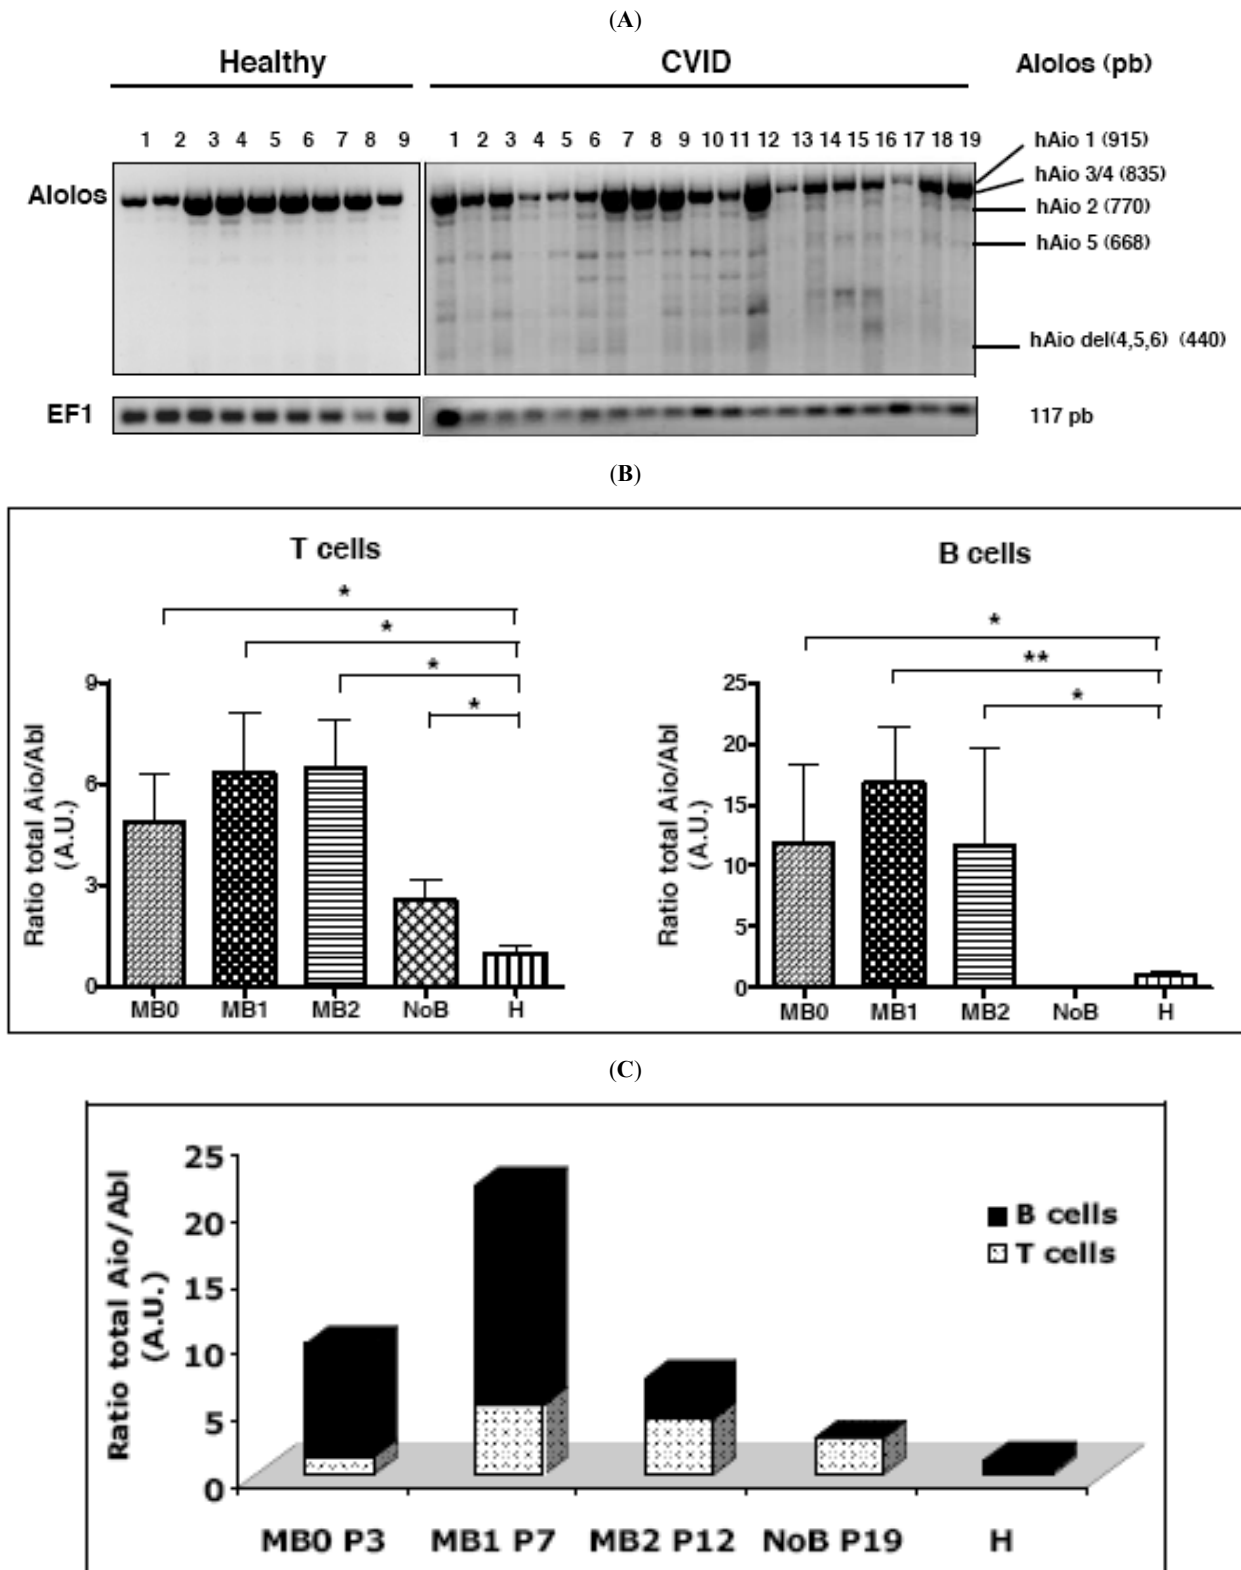 (A)
Healthy CVID Alolos (pb)
1 2 3 4 5 6 7 8 9 1 2 3 4 5 6 7 8 9 10 11 12 13 14 15 16 17 18 19
hAio 1 (915)
hAio 3/4 (835)
Alolos
hAio 2 (770)
hAio 5 (668)
hAio del(4,5,6) (440)
EF1 117 pb
(B)
T cells
* * * *
Ratio total Aio/Abl
(A.U.)
9
6
3
0
MB0 MB1 MB2 NoB H
B cells
* ** *
Ratio total Aio/Abl
(A.U.)
25
20
15
10
5
0
MB0 MB1 MB2 NoB H
(C)
Ratio total Aio/Abl
(A.U.)
25
20
15
10
5
0
B cells
T cells
MB0 P3 MB1 P7 MB2 P12 NoB P19 H